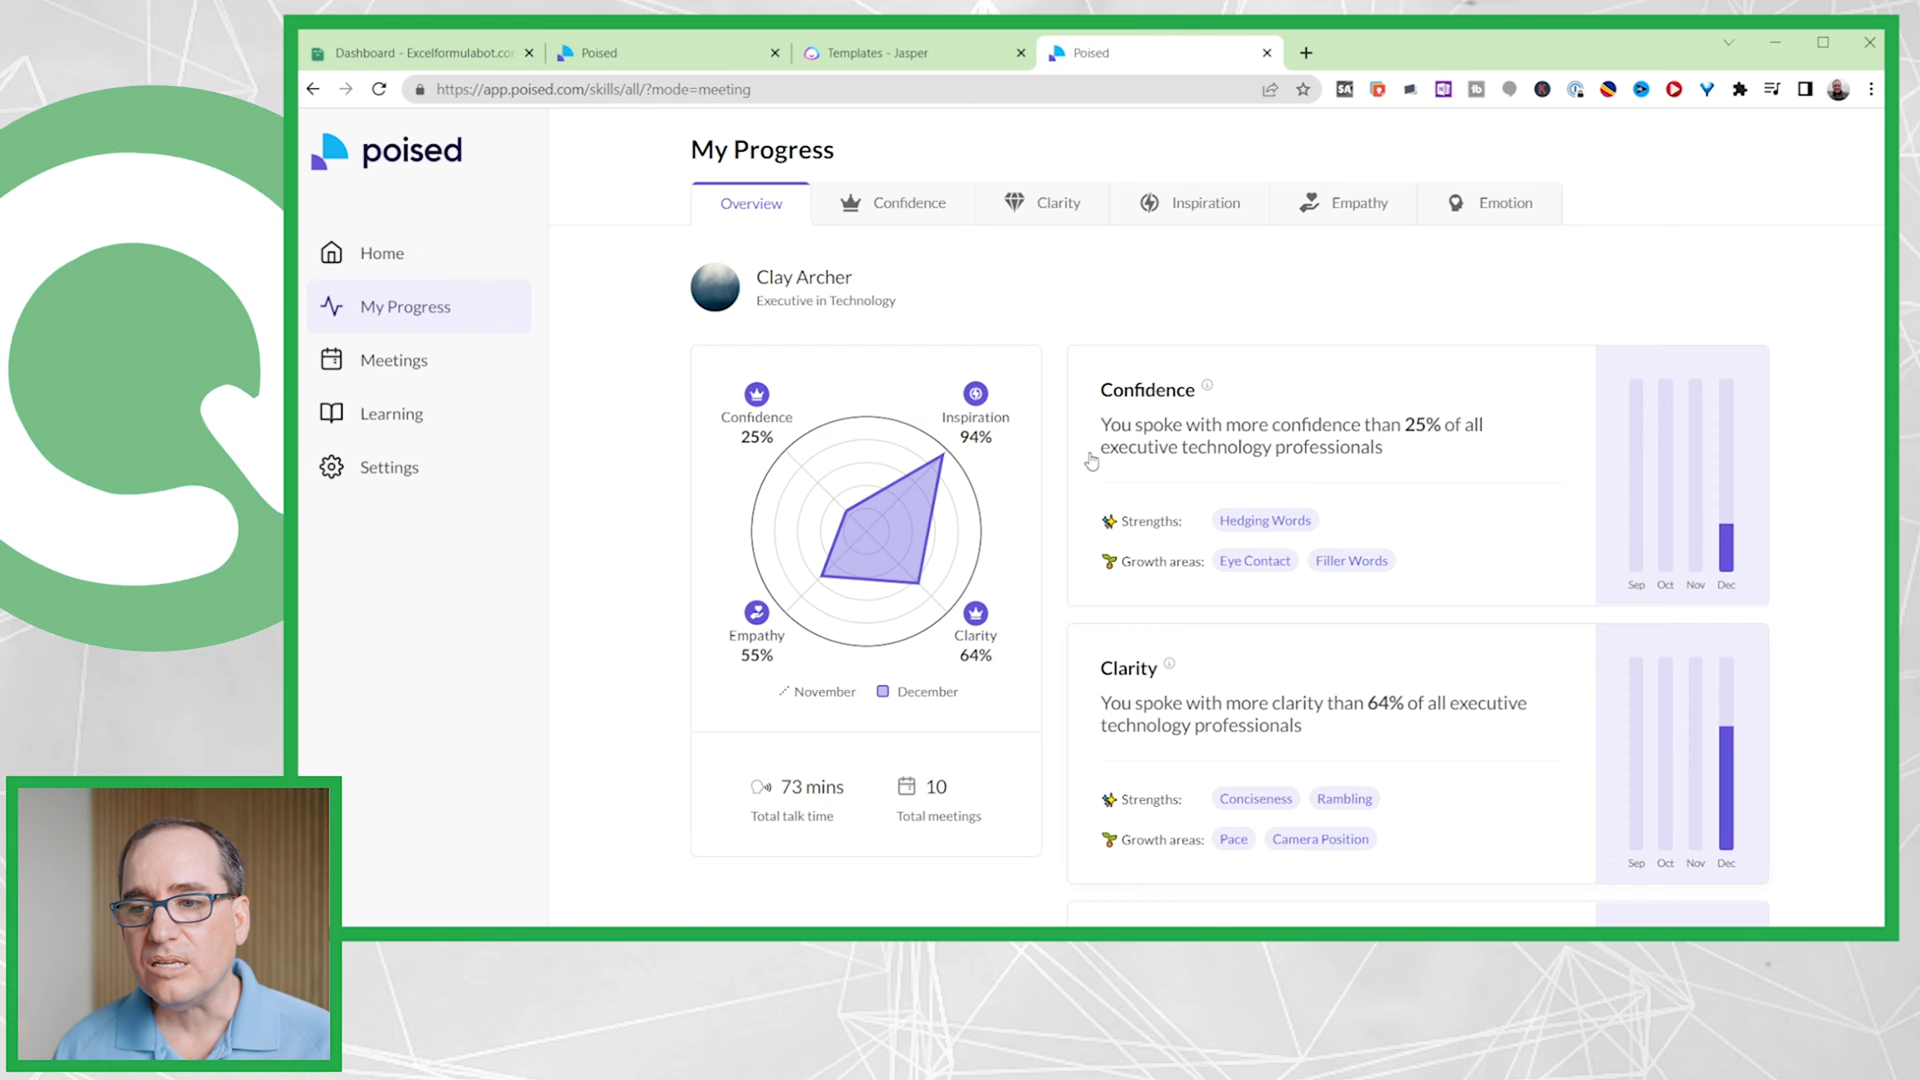 Dashboard - Excelformulabot.co
Poised
Templates - Jasper
Poised
https://app.poised.com/skills/all/?mode=meeting
SA
tb
K
poised
Home
My Progress
Meetings
Learning
Settings
My Progress
Overview
Confidence
Clarity
Inspiration
Empathy
Emotion
Clay Archer
Executive in Technology
Confidence
25%
Inspiration
94%
Empathy
55%
Clarity
64%
November
December
73 mins
Total talk time
10
Total meetings
Confidence
You spoke with more confidence than 25% of all
executive technology professionals
Strengths:
Hedging Words
Growth areas:
Eye Contact
Filler Words
Sep
Oct
Nov
Dec
Clarity
You spoke with more clarity than 64% of all executive
technology professionals
Strengths:
Conciseness
Rambling
Growth areas:
Pace
Camera Position
Sep
Oct
Nov
Dec